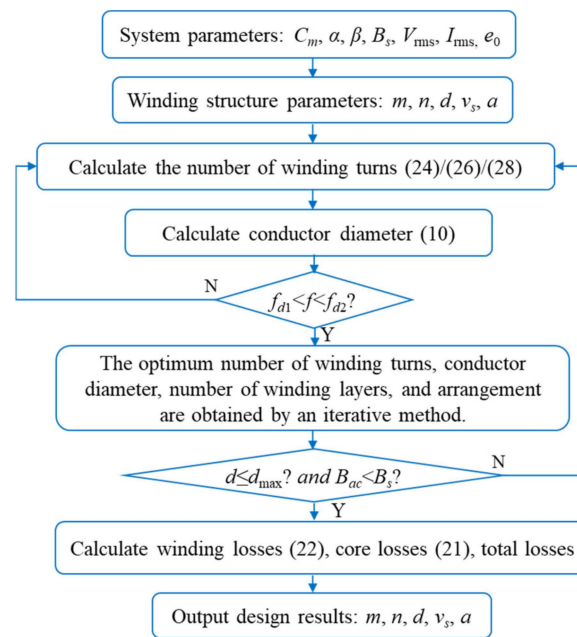 System parameters: Cm, α, β, Bs, Vrms, Irms, e0
Winding structure parameters: m, n, d, vs, a
Calculate the number of winding turns (24)/(26)/(28)
Calculate conductor diameter (10)
N
fd1<f<fd2?
Y
The optimum number of winding turns, conductor
diameter, number of winding layers, and arrangement
are obtained by an iterative method.
N
d≤dmax? and Bac<Bs?
Y
Calculate winding losses (22), core losses (21), total losses
Output design results: m, n, d, vs, a